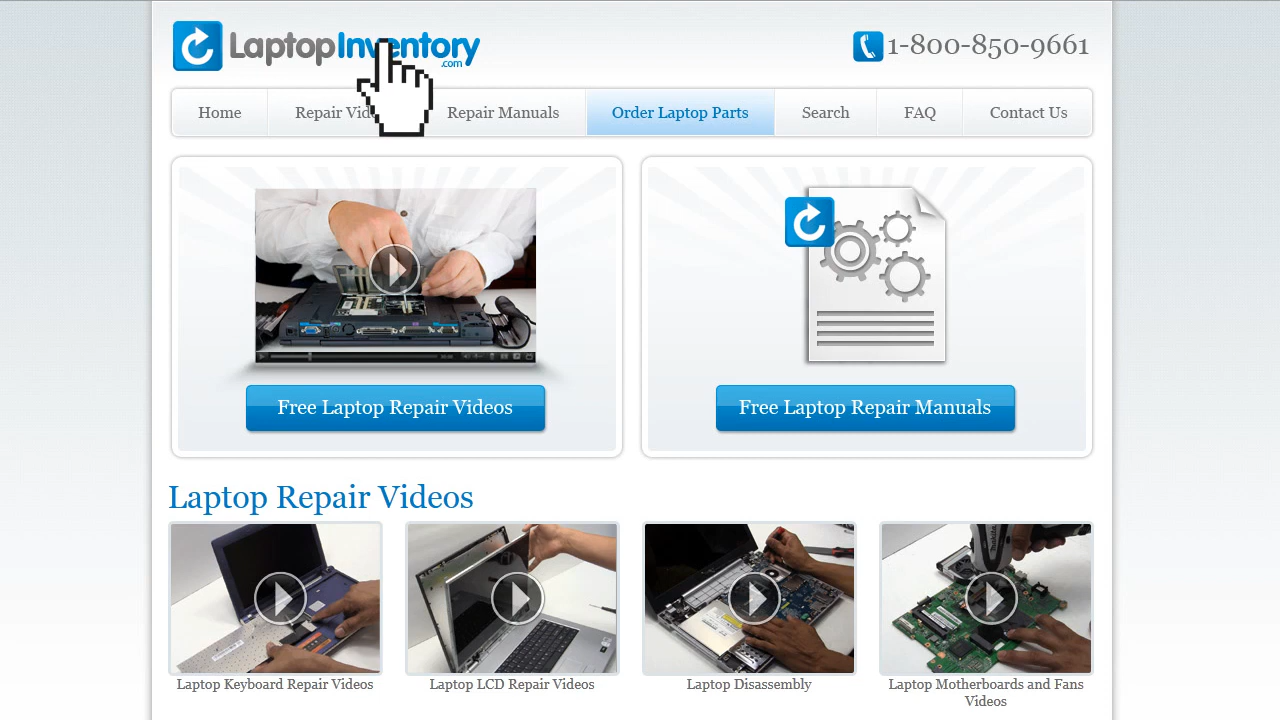 LaptopInventory
.com
1-800-850-9661
Home
Repair Vid
Repair Manuals
Order Laptop Parts
Search
FAQ
Contact Us
Free Laptop Repair Videos
Free Laptop Repair Manuals
Laptop Repair Videos
Laptop Keyboard Repair Videos
Laptop LCD Repair Videos
Laptop Disassembly
Laptop Motherboards and Fans
Videos